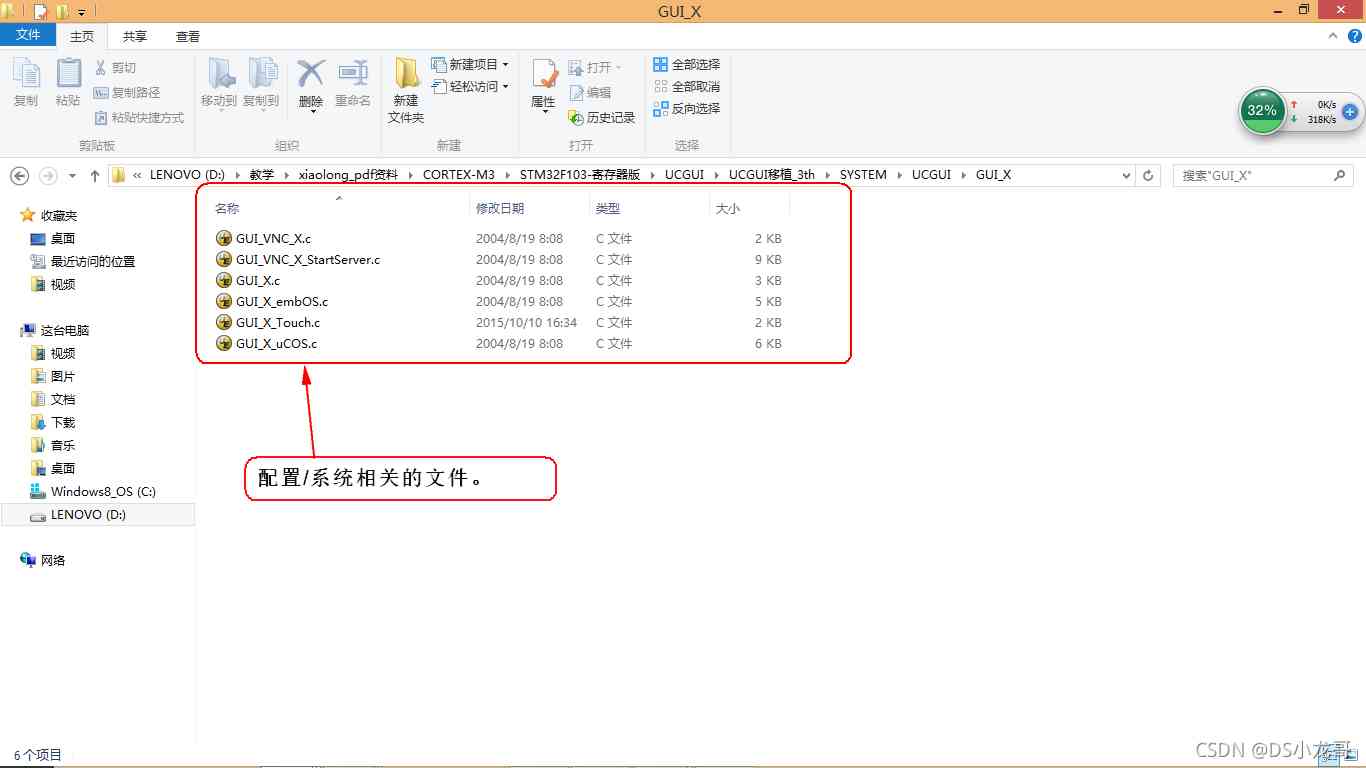 GUI_X
文件 主页 共享 查看
复制 粘贴 剪切 复制路径 粘贴快捷方式 移动到 复制到 删除 重命名 新建文件夹 新建项目 轻松访问 属性 打开 编辑 历史记录 全部选择 全部取消 反向选择
剪贴板 组织 新建 打开 选择
32% 0K/s 318K/s
« LENOVO (D:) 教学 xiaolong_pdf资料 CORTEX-M3 STM32F103-寄存器版 UCGUI UCGUI移植_3th SYSTEM UCGUI GUI_X 搜索"GUI_X"
收藏夹
桌面
最近访问的位置
视频
这台电脑
视频
图片
文档
下载
音乐
桌面
Windows8_OS (C:)
LENOVO (D:)
网络
名称 修改日期 类型 大小
GUI_VNC_X.c 2004/8/19 8:08 C 文件 2 KB
GUI_VNC_X_StartServer.c 2004/8/19 8:08 C 文件 9 KB
GUI_X.c 2004/8/19 8:08 C 文件 3 KB
GUI_X_embOS.c 2004/8/19 8:08 C 文件 5 KB
GUI_X_Touch.c 2015/10/10 16:34 C 文件 2 KB
GUI_X_uCOS.c 2004/8/19 8:08 C 文件 6 KB
配置/系统相关的文件。
6 个项目
CSDN @DS小龙哥